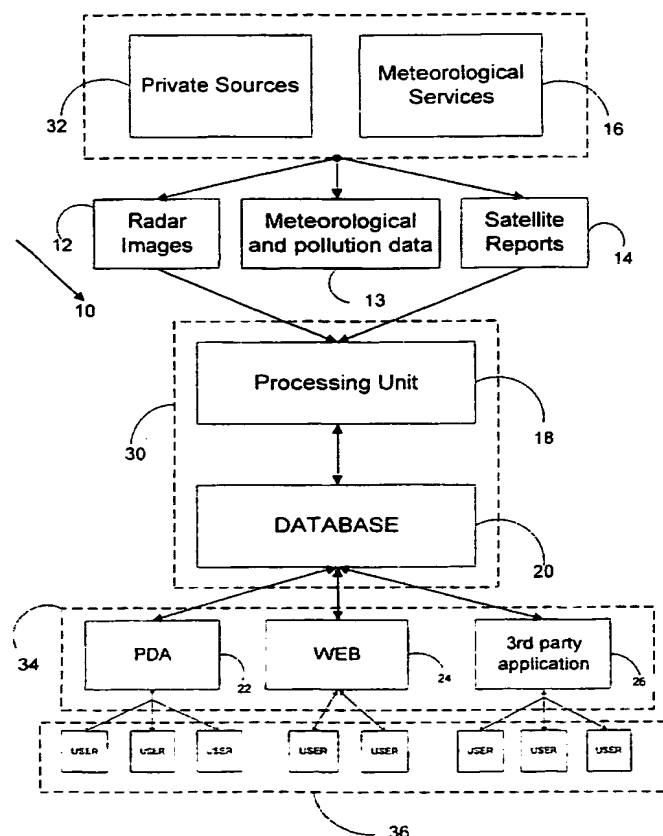 Private Sources
Meteorological
Services
32
16
Radar
Images
Meteorological
and pollution data
Satellite
Reports
12
14
13
10
Processing Unit
18
30
DATABASE
20
34
PDA
22
WEB
24
3rd party
application
26
USER USER USER USER USER USER USER USER
36